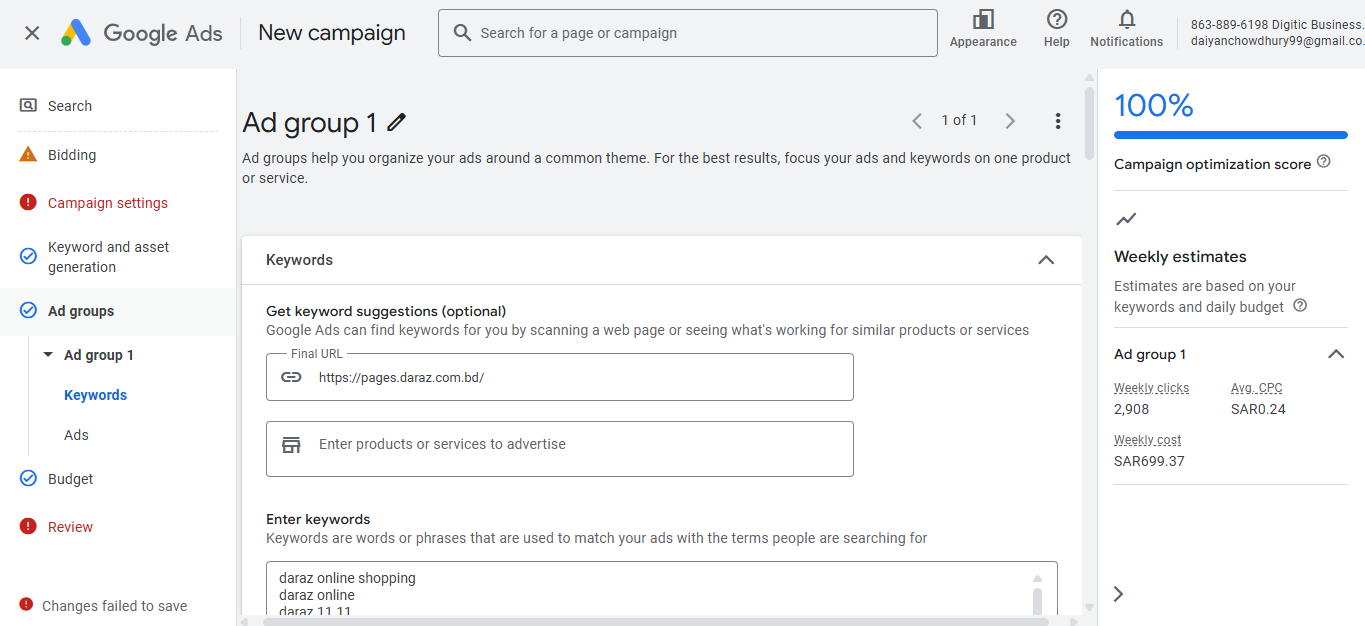 Google Ads
New campaign
Search for a page or campaign
Appearance
Help
Notifications
863-889-6198 Digitic Business.
daiyanchowdhury99@gmail.co.
Search
Bidding
Campaign settings
Keyword and asset
generation
Ad groups
Ad group 1
Keywords
Ads
Budget
Review
Changes failed to save
Ad group 1
1 of 1
Ad groups help you organize your ads around a common theme. For the best results, focus your ads and keywords on one product
or service.
Keywords
Get keyword suggestions (optional)
Google Ads can find keywords for you by scanning a web page or seeing what's working for similar products or services
Final URL
https://pages.daraz.com.bd/
Enter products or services to advertise
Enter keywords
Keywords are words or phrases that are used to match your ads with the terms people are searching for
daraz online shopping
daraz online
daraz 11 11
100%
Campaign optimization score
Weekly estimates
Estimates are based on your
keywords and daily budget
Ad group 1
Weekly clicks
Avg. CPC
2,908
SAR0.24
Weekly cost
SAR699.37